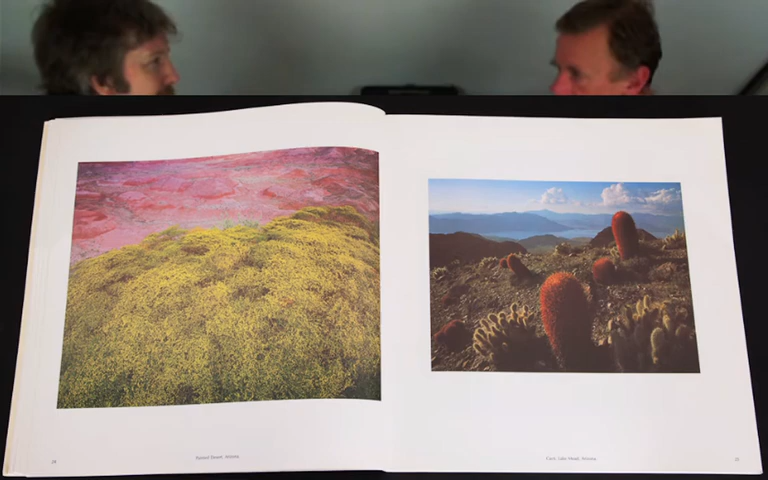 24
Painted Desert, Arizona
Cacti, Lake Mead, Arizona
25